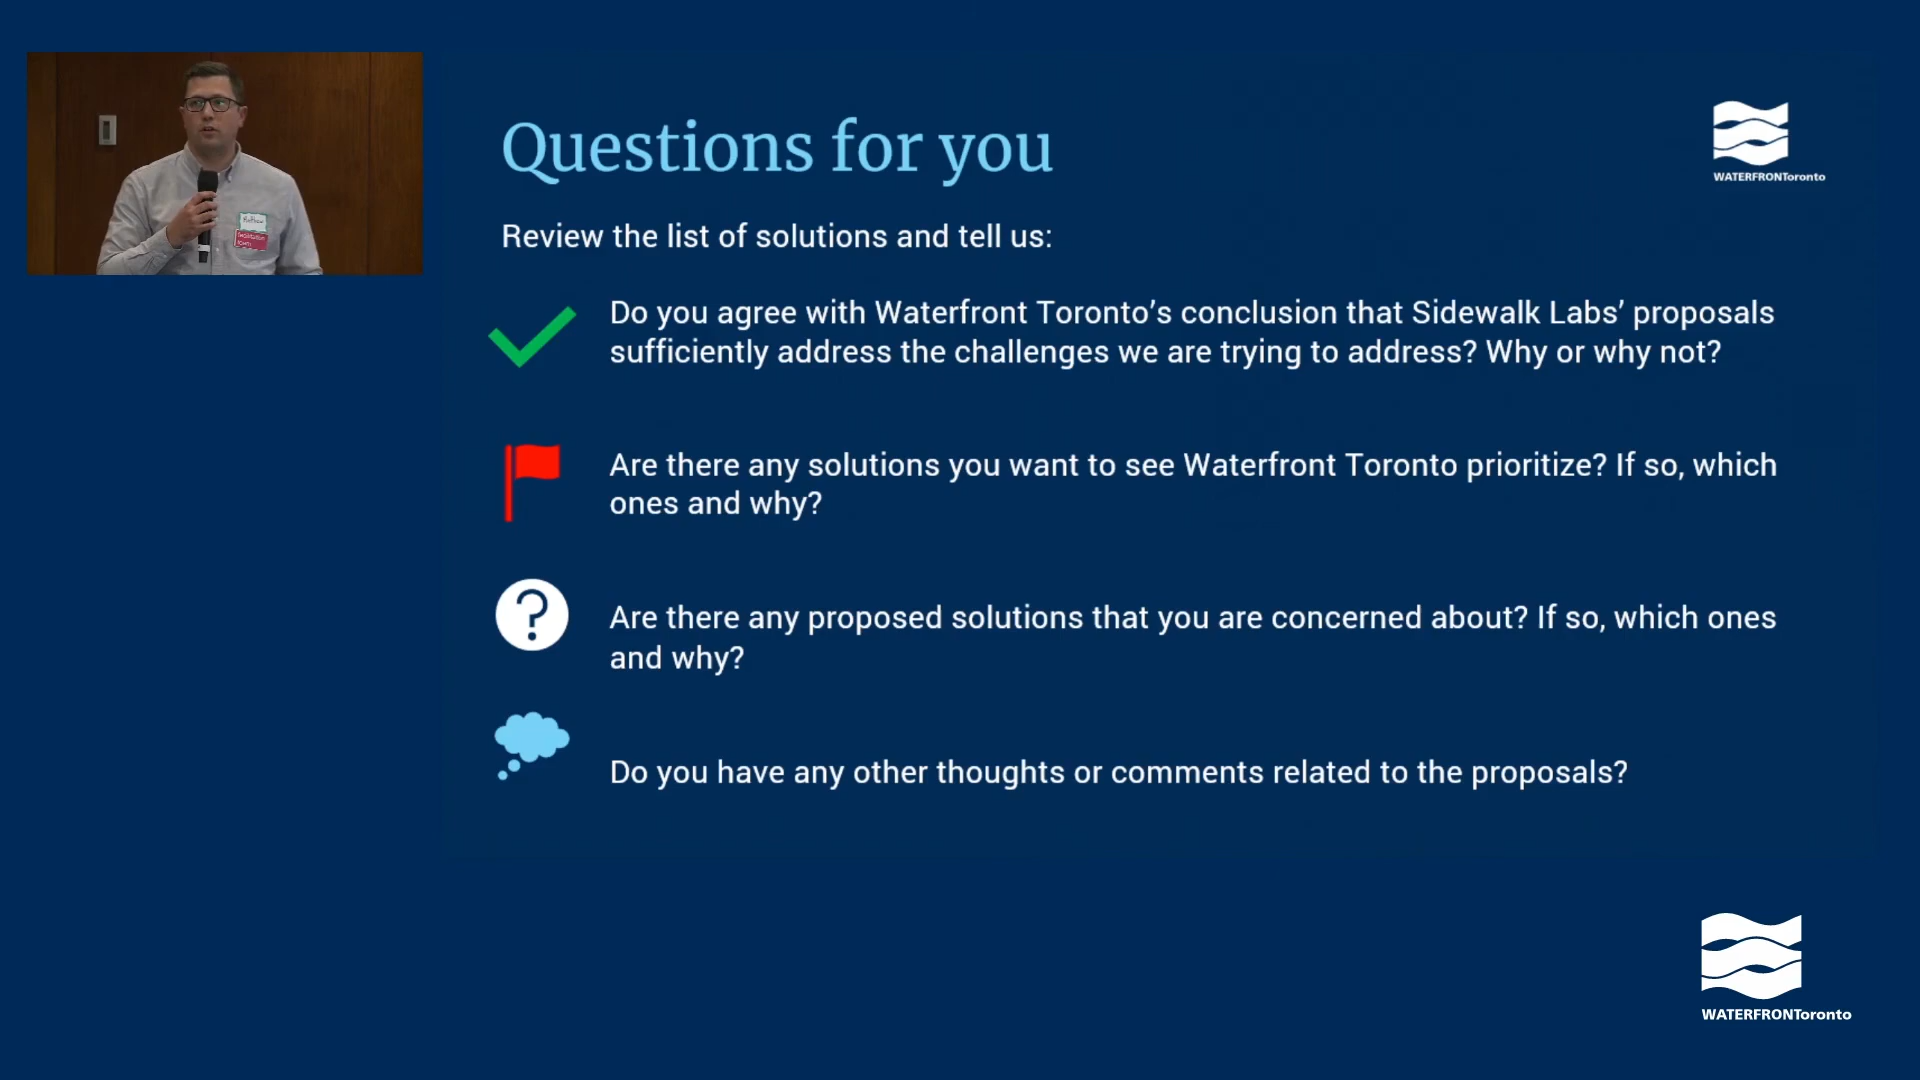 Questions for you
WATERFRONToronto
Review the list of solutions and tell us:
Do you agree with Waterfront Toronto’s conclusion that Sidewalk Labs’ proposals
sufficiently address the challenges we are trying to address? Why or why not?
Are there any solutions you want to see Waterfront Toronto prioritize? If so, which
ones and why?
?
Are there any proposed solutions that you are concerned about? If so, which ones
and why?
Do you have any other thoughts or comments related to the proposals?
WATERFRONToronto